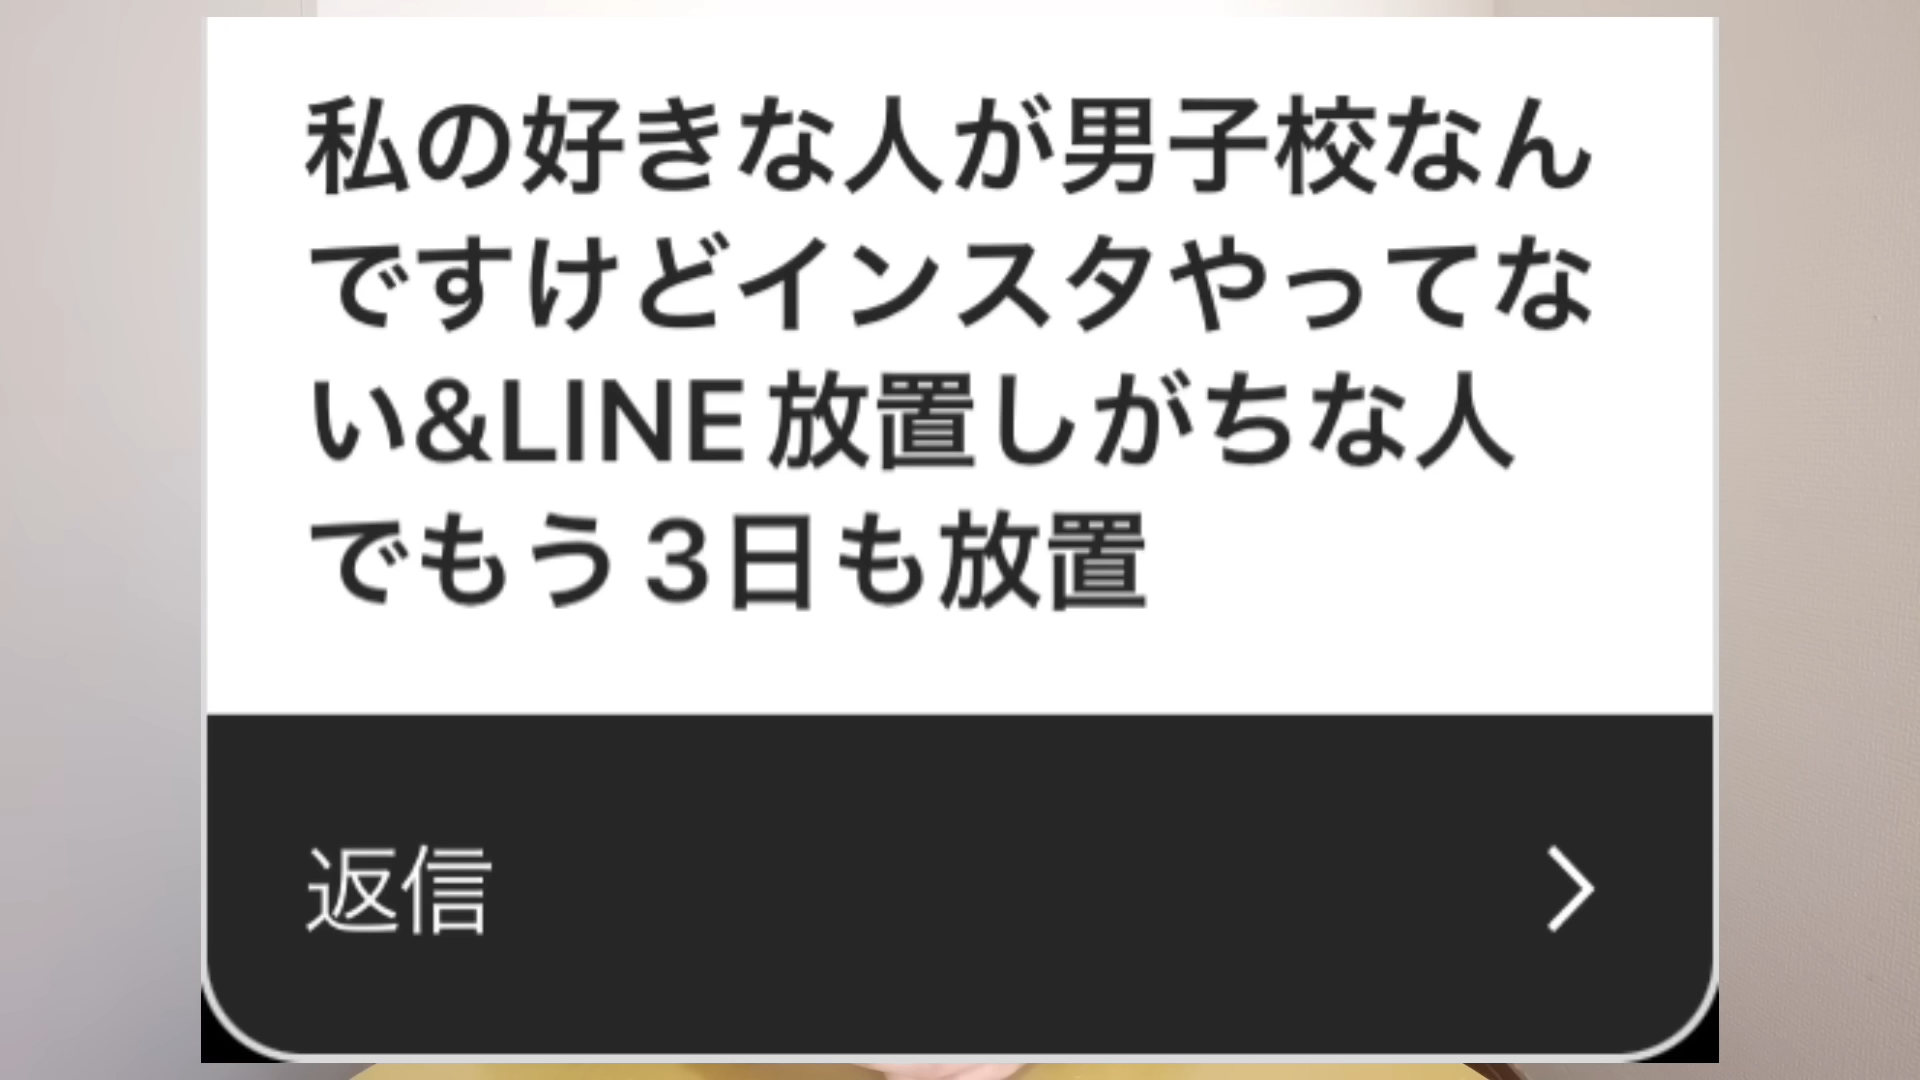 私の好きな人が男子校なん
ですけどインスタやってな
い&LINE放置しがちな人
でもう3日も放置
返信